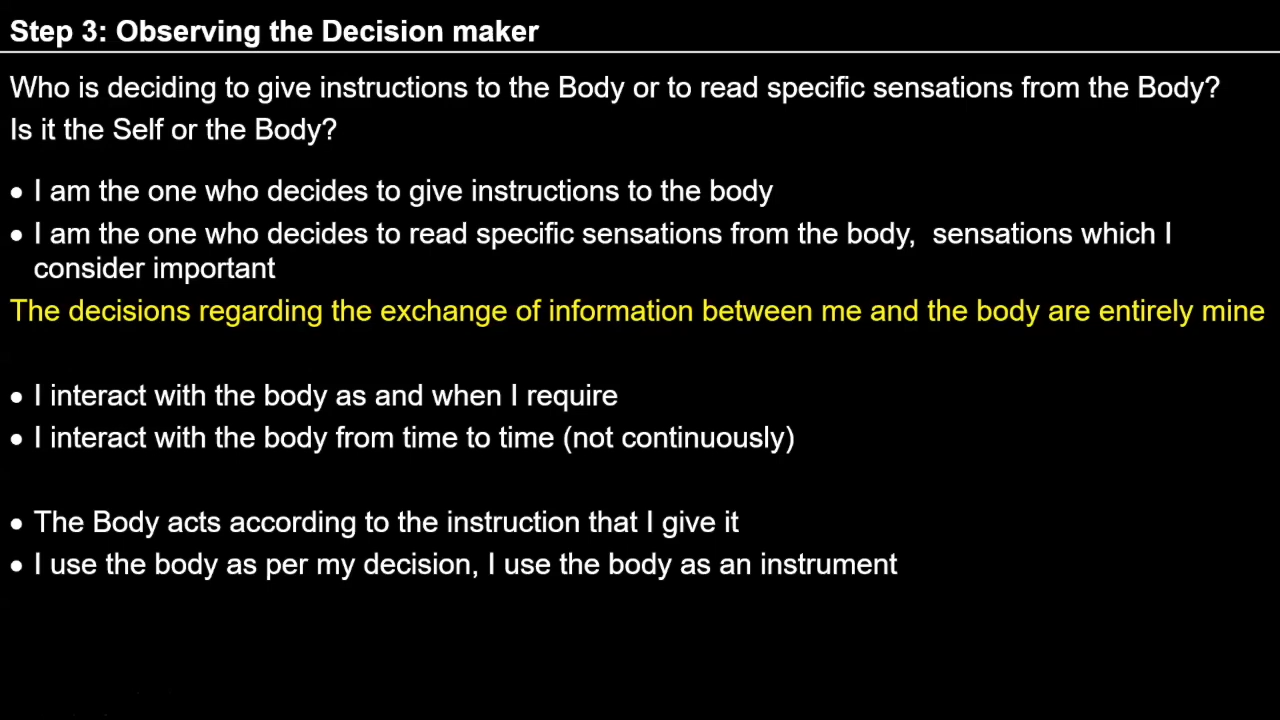 Step 3: Observing the Decision maker
Who is deciding to give instructions to the Body or to read specific sensations from the Body?
Is it the Self or the Body?
• I am the one who decides to give instructions to the body
• I am the one who decides to read specific sensations from the body,  sensations which I
consider important
The decisions regarding the exchange of information between me and the body are entirely mine
• I interact with the body as and when I require
• I interact with the body from time to time (not continuously)
• The Body acts according to the instruction that I give it
• I use the body as per my decision, I use the body as an instrument